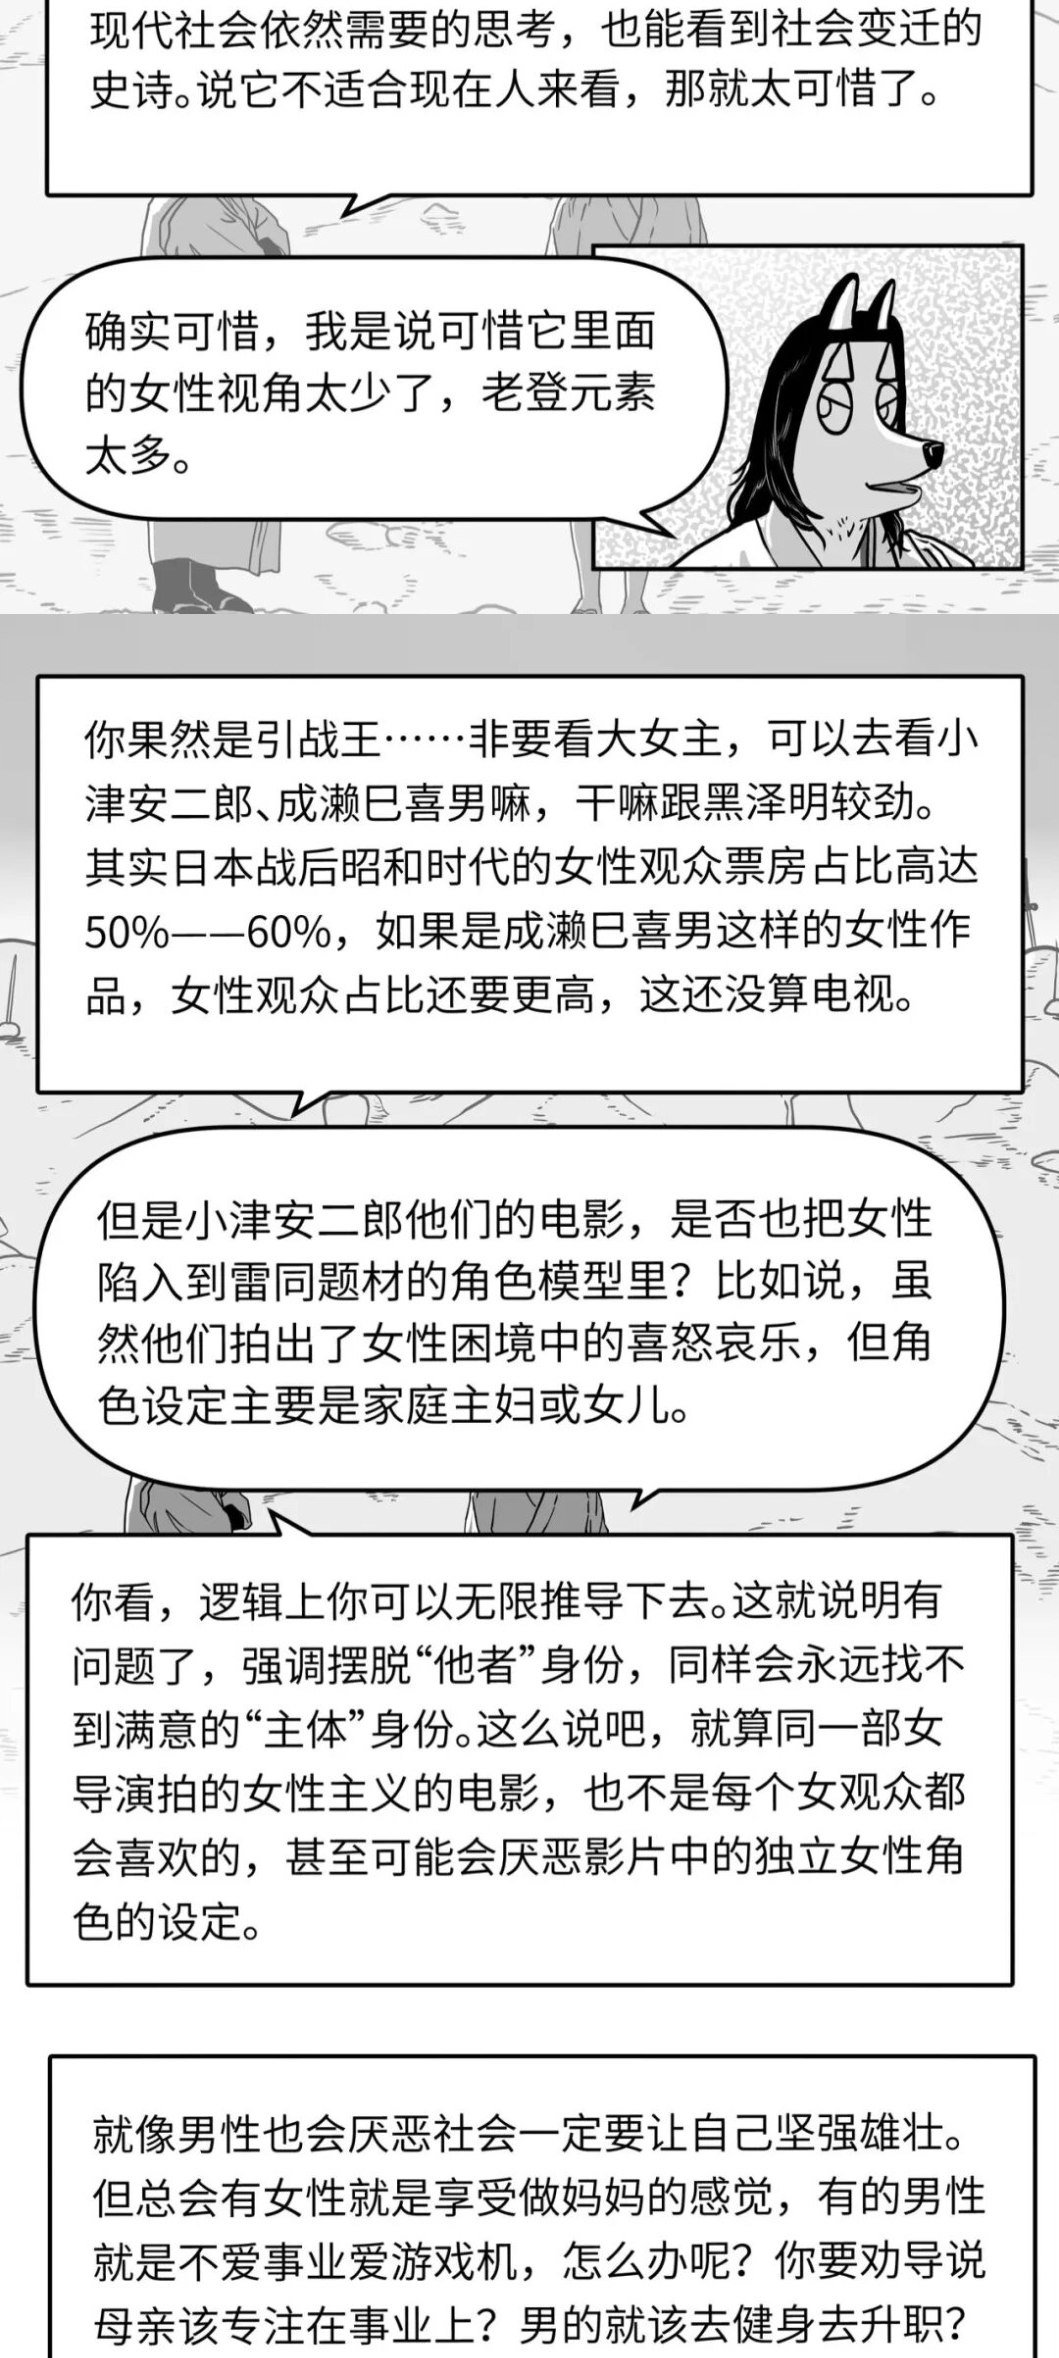 现代社会依然需要的思考，也能看到社会变迁的
史诗。说它不适合现在人来看，那就太可惜了。
确实可惜，我是说可惜它里面
的女性视角太少了，老登元素
太多。
你果然是引战王……非要看大女主，可以去看小
津安二郎、成濑巳喜男嘛，干嘛跟黑泽明较劲。
其实日本战后昭和时代的女性观众票房占比高达
50%——60%，如果是成濑巳喜男这样的女性作
品，女性观众占比还要更高，这还没算电视。
但是小津安二郎他们的电影，是否也把女性
陷入到雷同题材的角色模型里？比如说，虽
然他们拍出了女性困境中的喜怒哀乐，但角
色设定主要是家庭主妇或女儿。
你看，逻辑上你可以无限推导下去。这就说明有
问题了，强调摆脱“他者”身份，同样会永远找不
到满意的“主体”身份。这么说吧，就算同一部女
导演拍的女性主义的电影，也不是每个女观众都
会喜欢的，甚至可能会厌恶影片中的独立女性角
色的设定。
就像男性也会厌恶社会一定要让自己坚强雄壮。
但总会有女性就是享受做妈妈的感觉，有的男性
就是不爱事业爱游戏机，怎么办呢？你要劝导说
母亲该专注在事业上？男的就该去健身去升职？